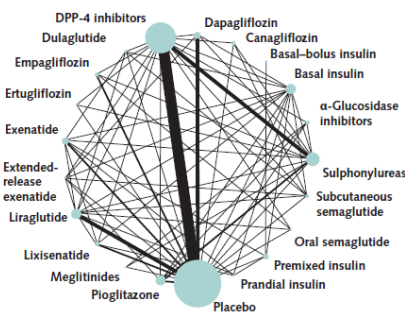 DPP-4 inhibitors
Dapagliflozin
Dulaglutide
Canagliflozin
Empagliflozin
Basal–bolus insulin
Basal insulin
Ertugliflozin
α-Glucosidase
inhibitors
Exenatide
Extended-
release
exenatide
Sulphonylureas
Subcutaneous
semaglutide
Liraglutide
Oral semaglutide
Lixisenatide
Premixed insulin
Meglitinides
Prandial insulin
Pioglitazone
Placebo